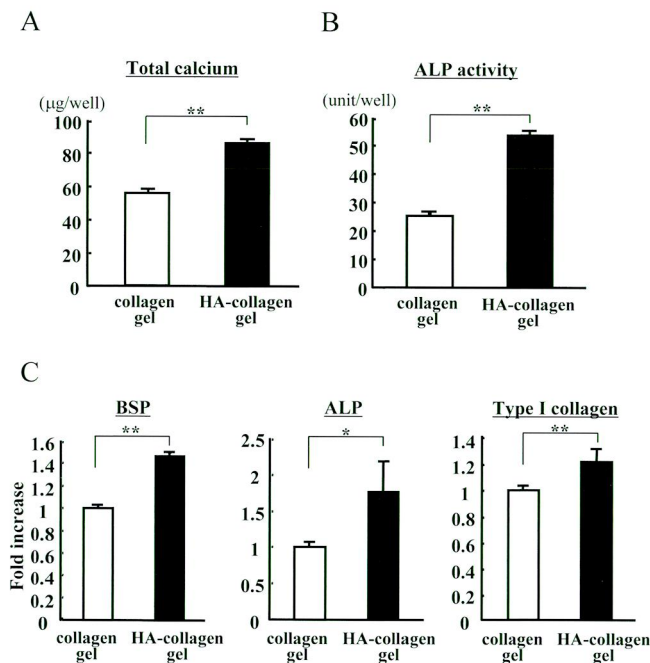 A
Total calcium
(µg/well)
**
100
80
60
40
20
0
collagen
gel
HA-collagen
gel
B
ALP activity
(unit/well)
**
60
50
40
30
20
10
0
collagen
gel
HA-collagen
gel
C
BSP
**
Fold increase
1.6
1.4
1.2
1
1.4
0.6
0.4
0.2
0
collagen
gel
HA-collagen
gel
ALP
*
2.5
2
1.5
1
0.5
0
collagen
gel
HA-collagen
gel
Type I collagen
**
1.4
1.2
1
0.8
0.6
0.4
0.2
0
collagen
gel
HA-collagen
gel